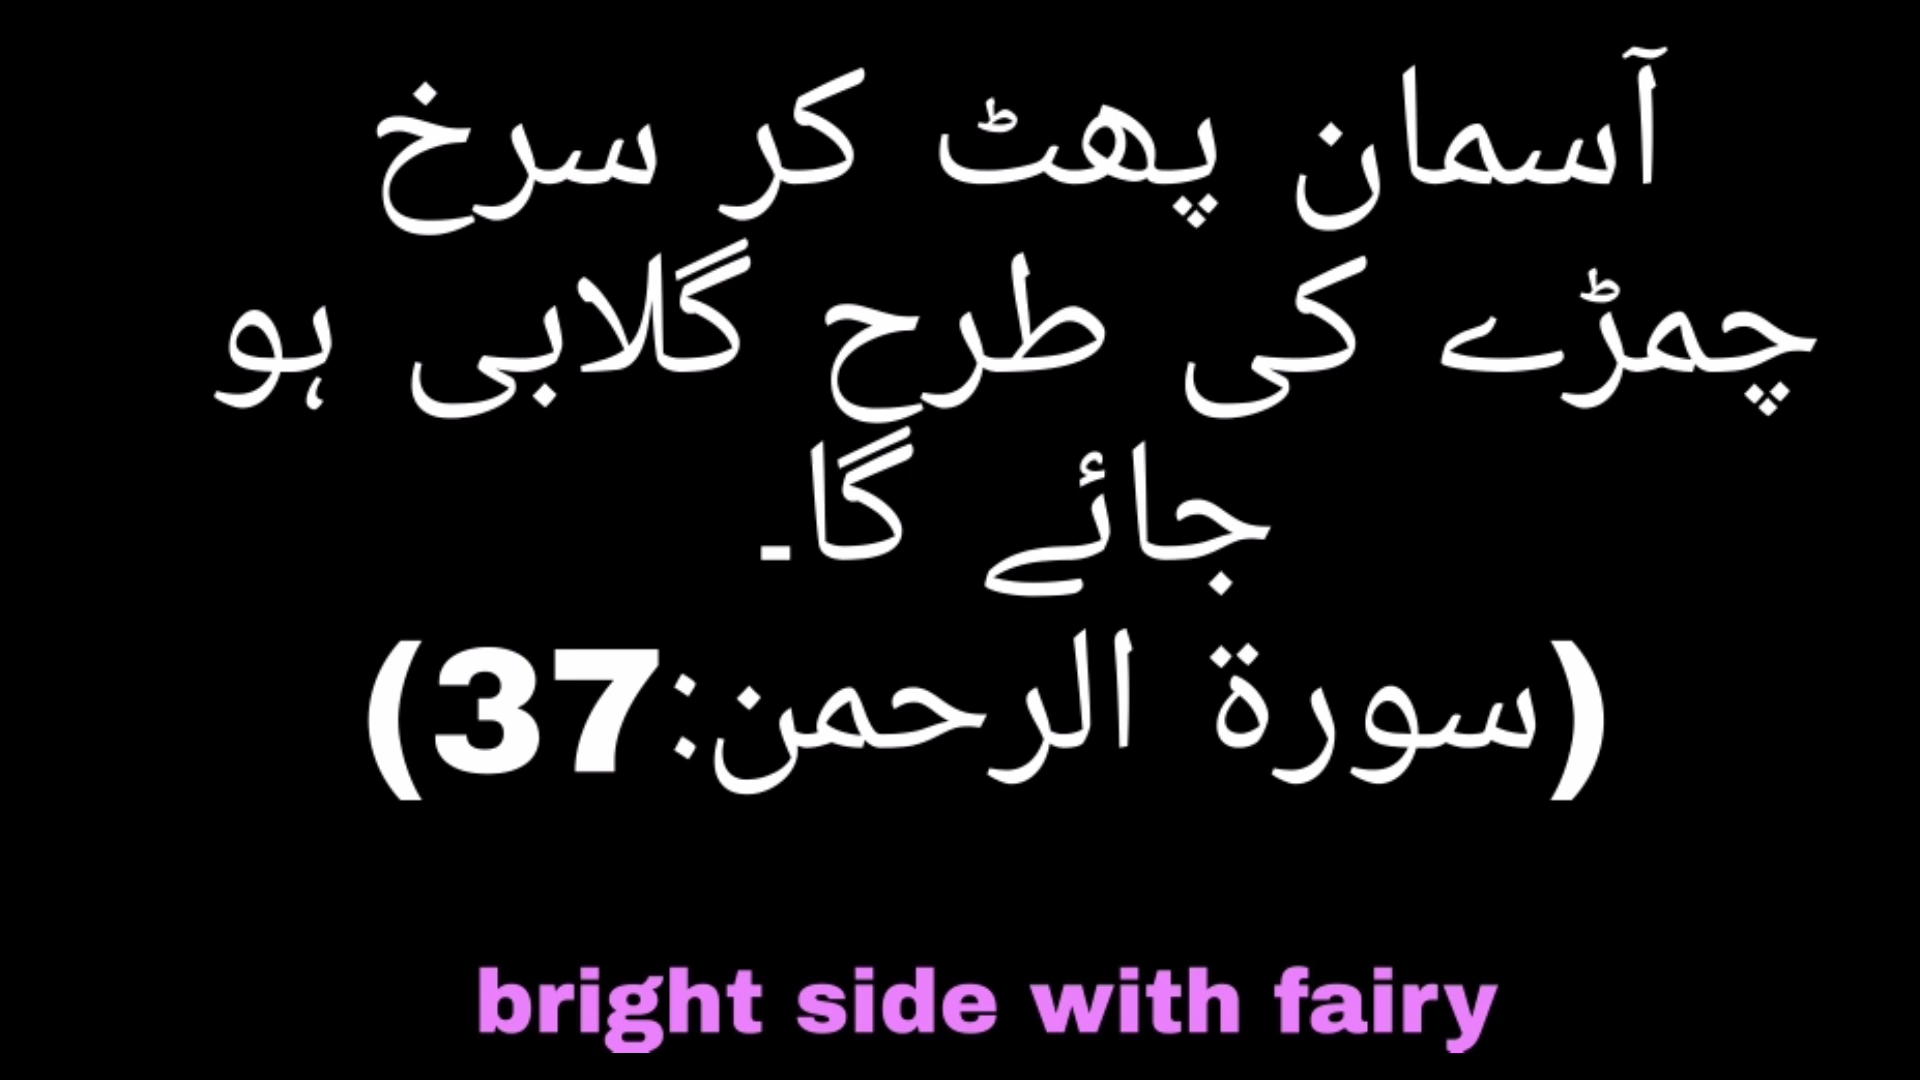 آسمان پھٹ کر سرخ
چمڑے کی طرح گلابی ہو
جائے گا۔
(سورۃ الرحمن:37)
bright side with fairy